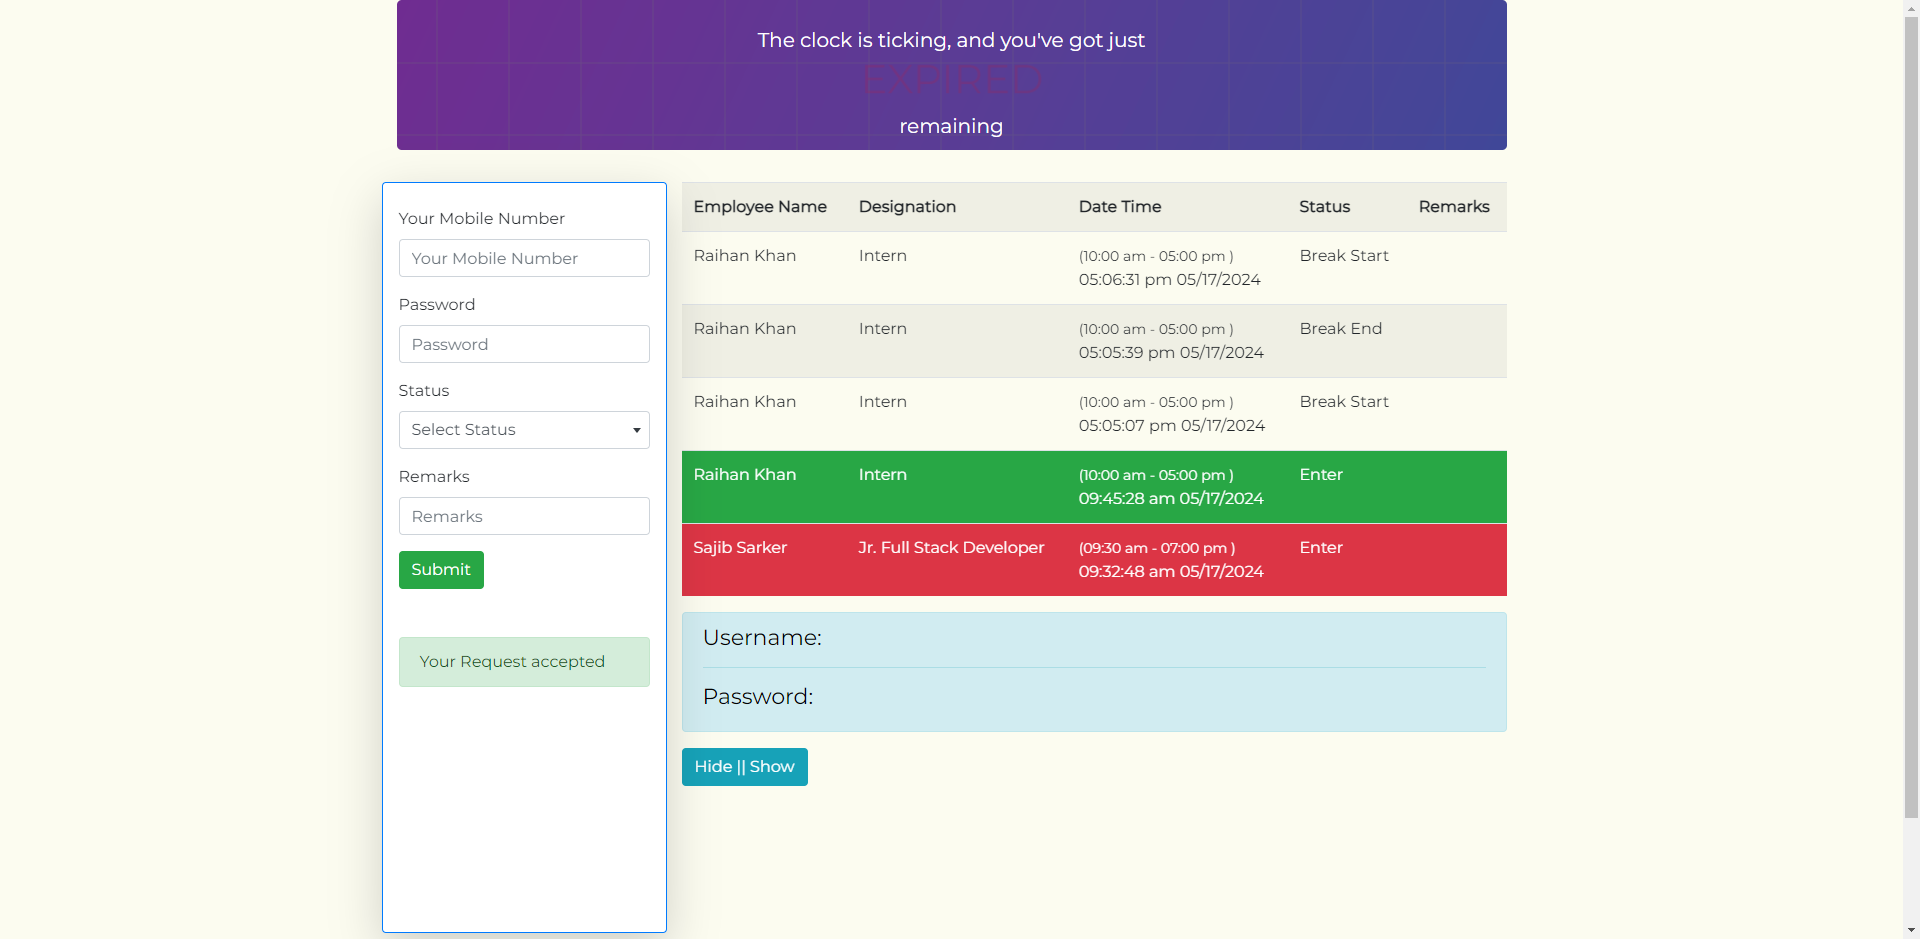 The clock is ticking, and you've got just
EXPIRED
remaining
Your Mobile Number
Your Mobile Number
Password
Password
Status
Select Status
Remarks
Remarks
Submit
Your Request accepted
Employee Name Designation Date Time Status Remarks
Raihan Khan Intern (10:00 am - 05:00 pm ) Break Start
05:06:31 pm 05/17/2024
Raihan Khan Intern (10:00 am - 05:00 pm ) Break End
05:05:39 pm 05/17/2024
Raihan Khan Intern (10:00 am - 05:00 pm ) Break Start
05:05:07 pm 05/17/2024
Raihan Khan Intern (10:00 am - 05:00 pm ) Enter
09:45:28 am 05/17/2024
Sajib Sarker Jr. Full Stack Developer (09:30 am - 07:00 pm ) Enter
09:32:48 am 05/17/2024
Username:
Password:
Hide || Show